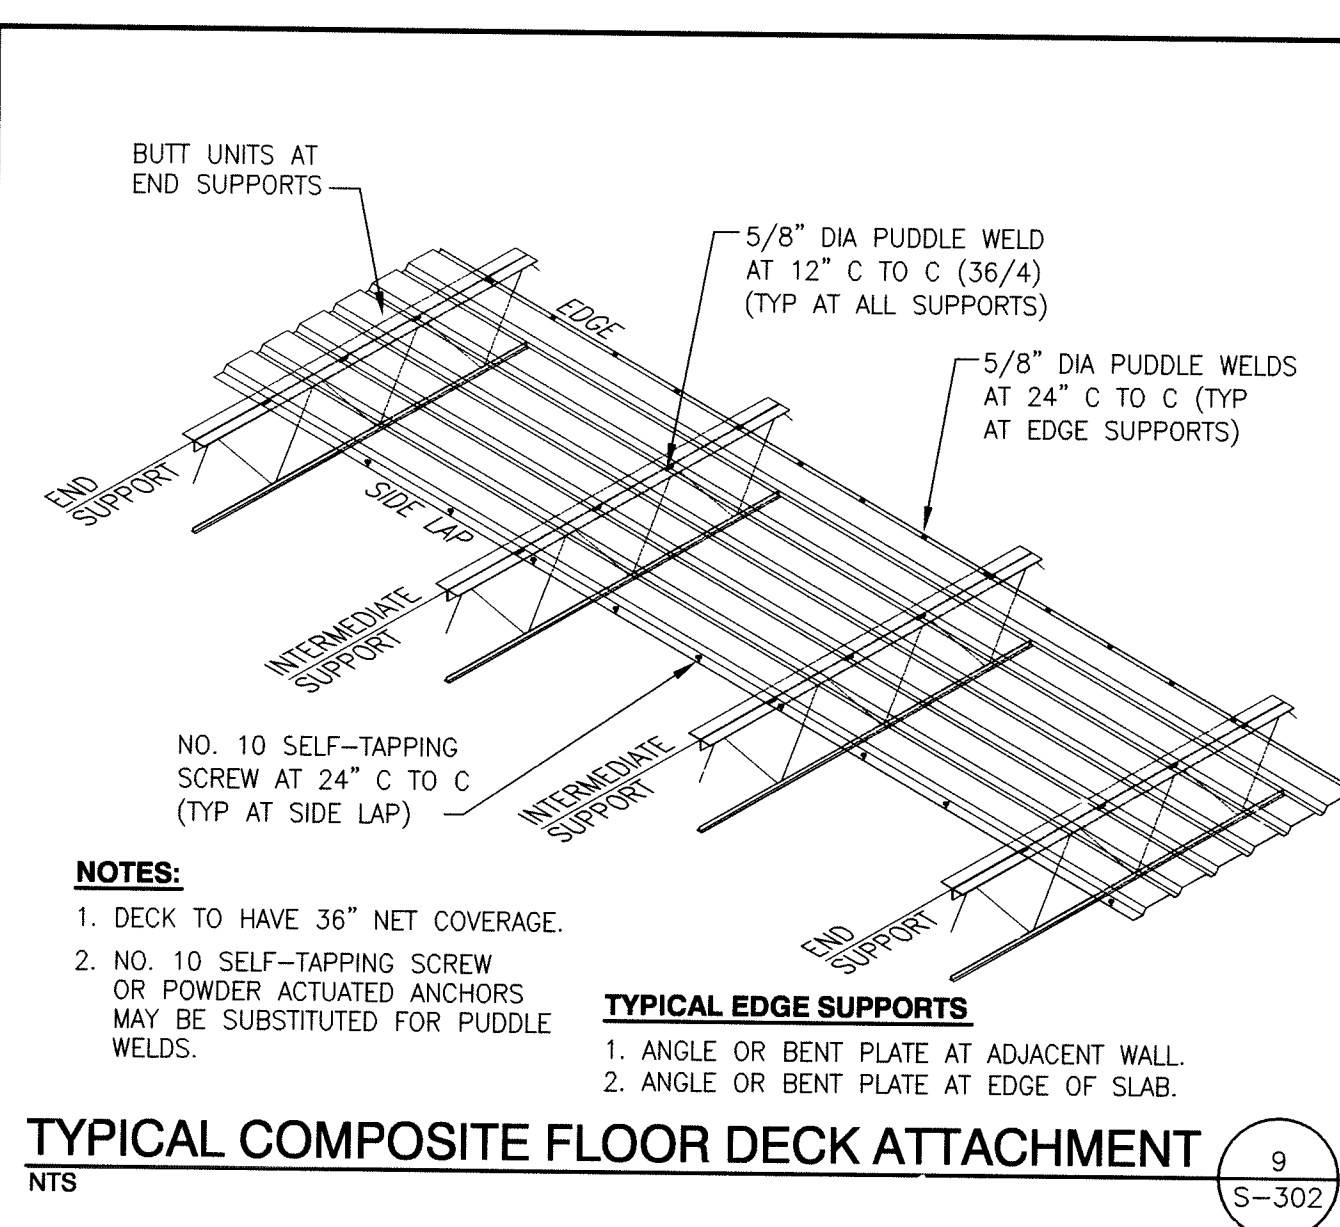 BUTT UNITS AT
END SUPPORTS
5/8" DIA PUDDLE WELD
AT 12" C TO C (36/4)
(TYP AT ALL SUPPORTS)
EDGE
5/8" DIA PUDDLE WELDS
AT 24" C TO C (TYP
AT EDGE SUPPORTS)
END
SUPPORT
SIDE LAP
INTERMEDIATE
SUPPORT
NO. 10 SELF-TAPPING
SCREW AT 24" C TO C
(TYP AT SIDE LAP)
INTERMEDIATE
SUPPORT
END
SUPPORT
NOTES:
1. DECK TO HAVE 36" NET COVERAGE.
2. NO. 10 SELF-TAPPING SCREW
OR POWDER ACTUATED ANCHORS
MAY BE SUBSTITUTED FOR PUDDLE
WELDS.
TYPICAL EDGE SUPPORTS
1. ANGLE OR BENT PLATE AT ADJACENT WALL.
2. ANGLE OR BENT PLATE AT EDGE OF SLAB.
TYPICAL COMPOSITE FLOOR DECK ATTACHMENT
NTS
9
S-302